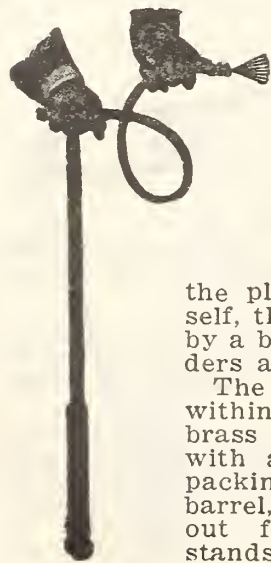 the pl
self, th
by a b
ders a
The
within
brass
with a
packin
barrel,
out f
stands